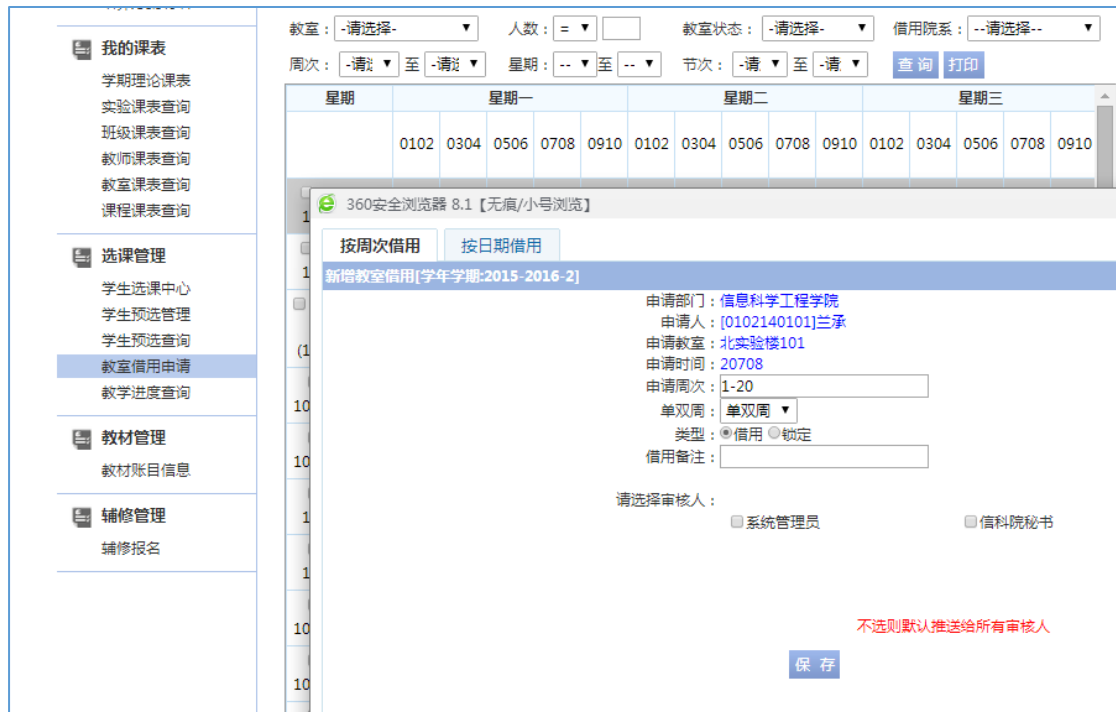 我的课表
学期理论课表
实验课表查询
班级课表查询
教师课表查询
教室课表查询
课程课表查询
选课管理
学生选课中心
学生预选管理
学生预选查询
教室借用申请
教学进度查询
教材管理
教材账目信息
辅修管理
辅修报名
教室： -请选择- 人数： = 教室状态： -请选择- 借用院系： --请选择--
周次： -请 至 -请 星期： -- 至 -- 节次： -请 至 -请 查 询 打印
星期 星期一 星期二 星期三
0102 0304 0506 0708 0910 0102 0304 0506 0708 0910 0102 0304 0506 0708 0910
1
1
(1
10
10
1
1
10
10
360安全浏览器 8.1【无痕/小号浏览】
按周次借用 按日期借用
新增教室借用[学年学期:2015-2016-2]
申请部门：信息科学工程学院
申请人：[0102140101]兰承
申请教室：北实验楼101
申请时间：20708
申请周次：1-20
单双周：单双周
类型：借用 锁定
借用备注：
请选择审核人：
系统管理员 信科院秘书
不选则默认推送给所有审核人
保 存